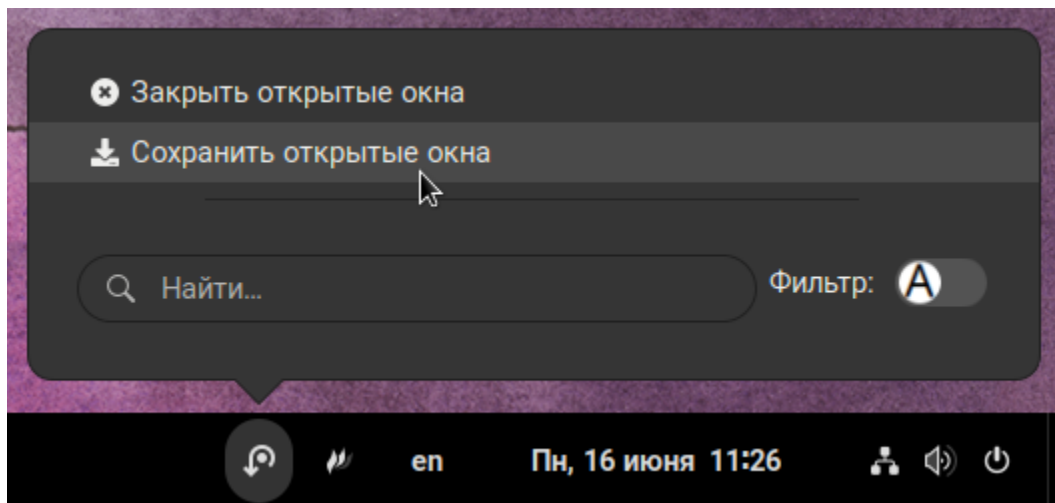 Закрыть открытые окна
Сохранить открытые окна
Найти...
Фильтр: A
en Пн, 16 июня 11:26